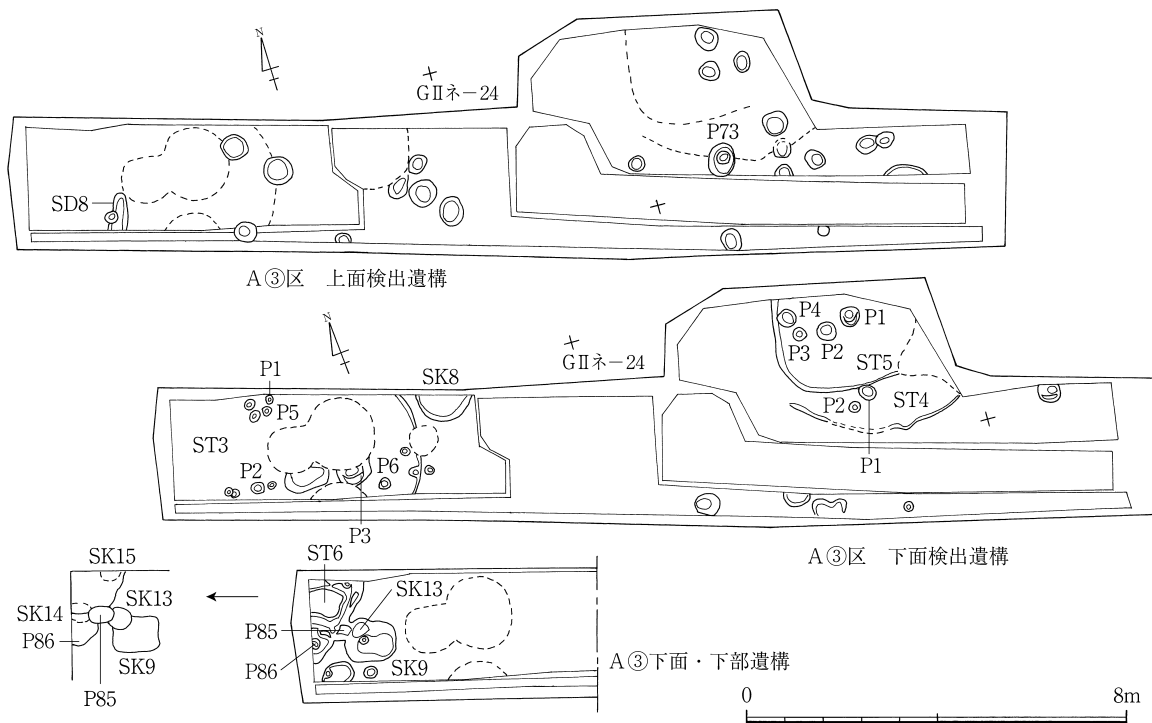 N
GⅡネ−24
P73
SD8
A③区　上面検出遺構
N
GⅡネ−24
P4
P1
P3
P2
ST5
ST4
P2
P1
P1
SK8
P5
ST3
P2
P6
P3
A③区　下面検出遺構
SK15
SK13
SK14
P86
SK9
P85
ST6
SK13
P85
P86
SK9
A③下面・下部遺構
0
8m